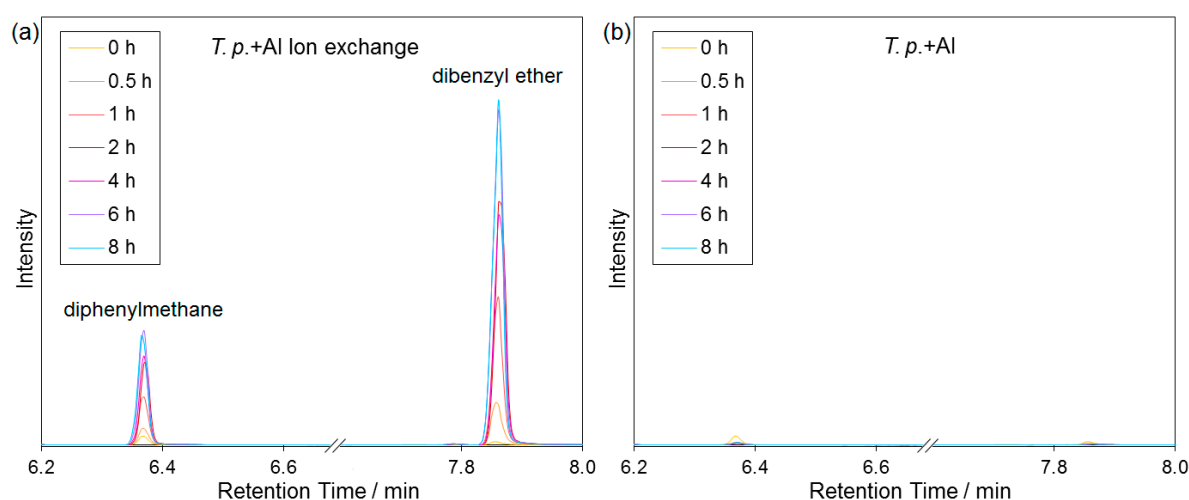 (a)
T. p.+Al Ion exchange
0 h
0.5 h
1 h
2 h
4 h
6 h
8 h
dibenzyl ether
diphenylmethane
Intensity
6.2 6.4 6.6 7.8 8.0
Retention Time / min
(b)
T. p.+Al
0 h
0.5 h
1 h
2 h
4 h
6 h
8 h
Intensity
6.2 6.4 6.6 7.8 8.0
Retention Time / min